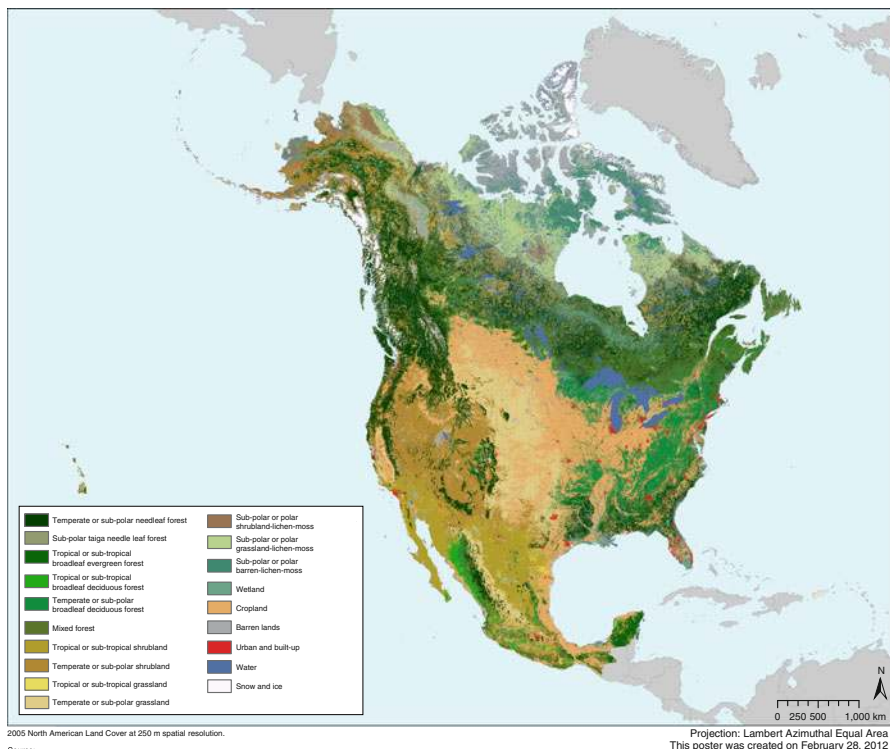 Temperate or sub-polar needleleaf forest
Sub-polar taiga needle leaf forest
Tropical or sub-tropical
broadleaf evergreen forest
Tropical or sub-tropical
broadleaf deciduous forest
Temperate or sub-polar
broadleaf deciduous forest
Mixed forest
Tropical or sub-tropical shrubland
Temperate or sub-polar shrubland
Tropical or sub-tropical grassland
Temperate or sub-polar grassland
Sub-polar or polar
shrubland-lichen-moss
Sub-polar or polar
grassland-lichen-moss
Sub-polar or polar
barren-lichen-moss
Wetland
Cropland
Barren lands
Urban and built-up
Water
Snow and ice
N
0 250 500 1,000 km
2005 North American Land Cover at 250 m spatial resolution.
Projection: Lambert Azimuthal Equal Area
This poster was created on February 28, 2012